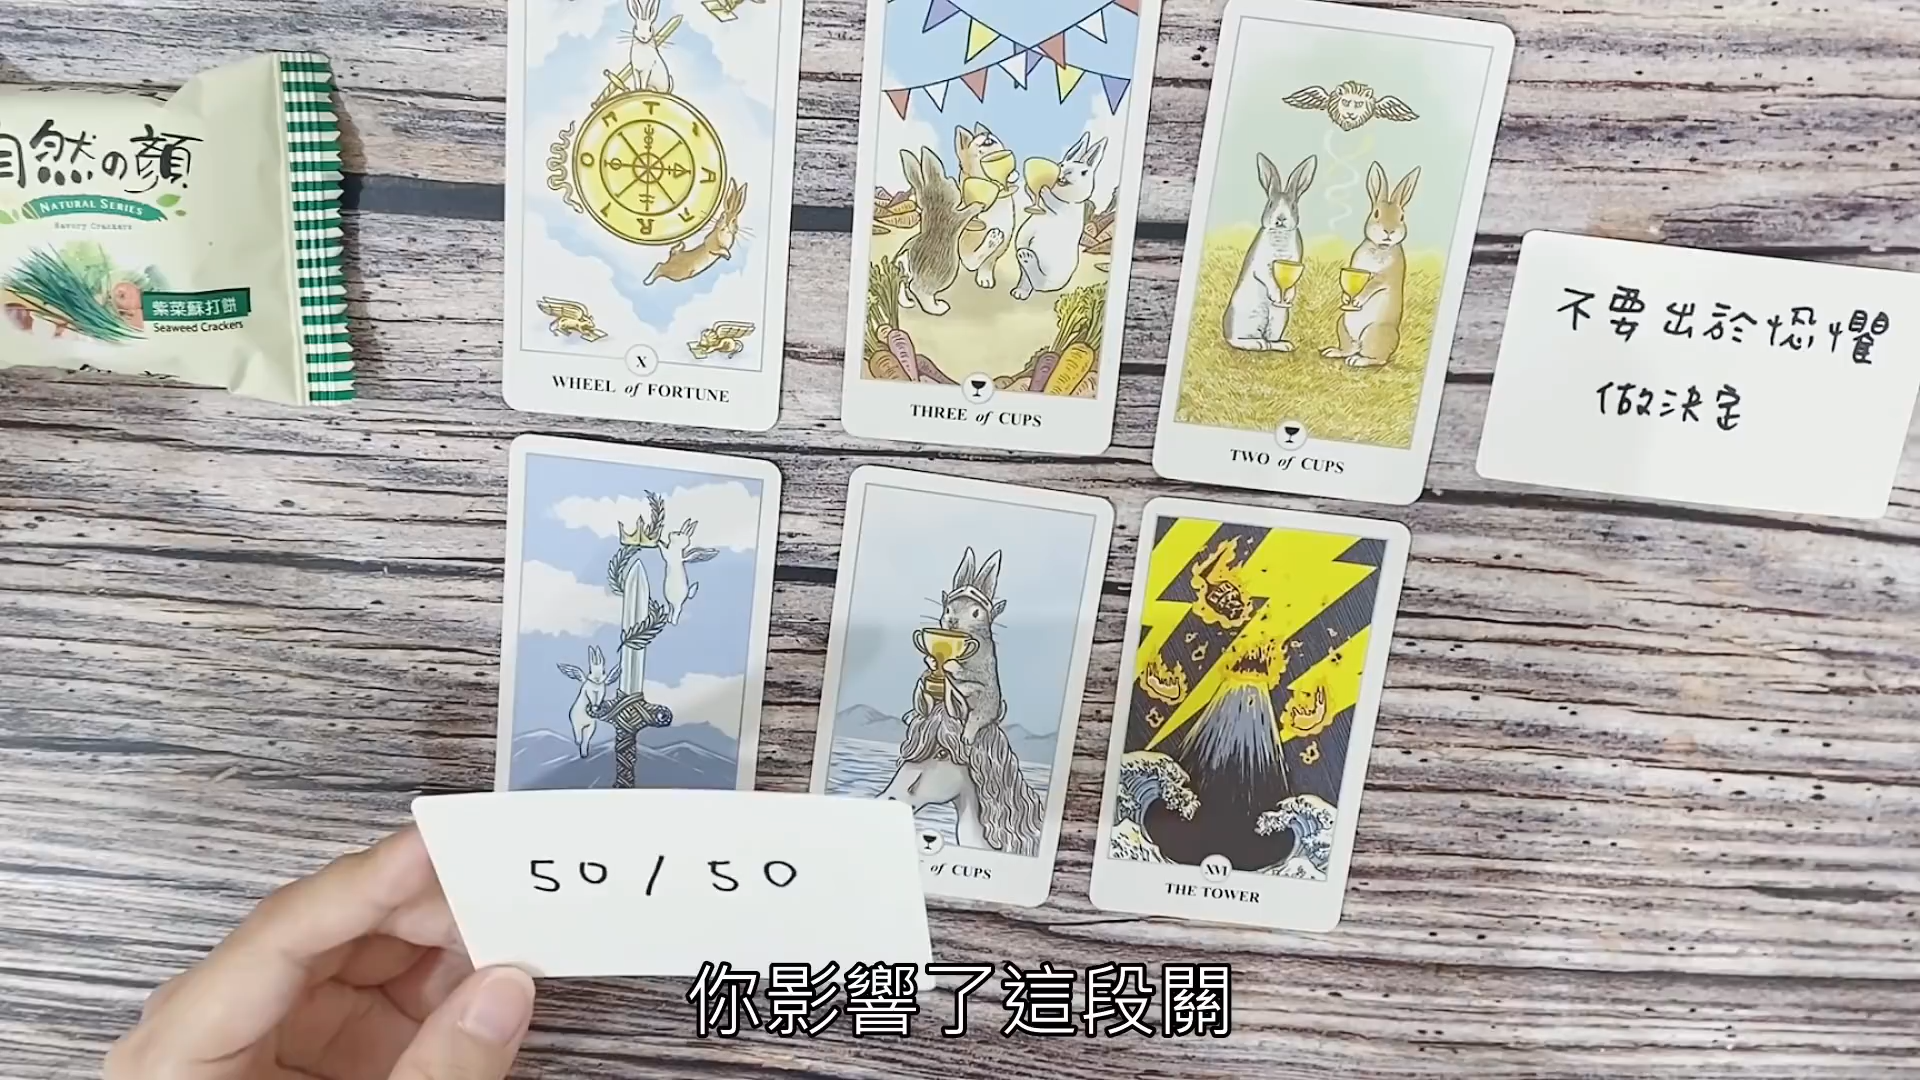 自然の顔
NATURAL SERIES
Savory Crackers
紫菜蘇打餅
Seaweed Crackers
X
WHEEL of FORTUNE
THREE of CUPS
TWO of CUPS
不要出於恐懼
做決定
of CUPS
XVI
THE TOWER
50/50
你影響了這段關